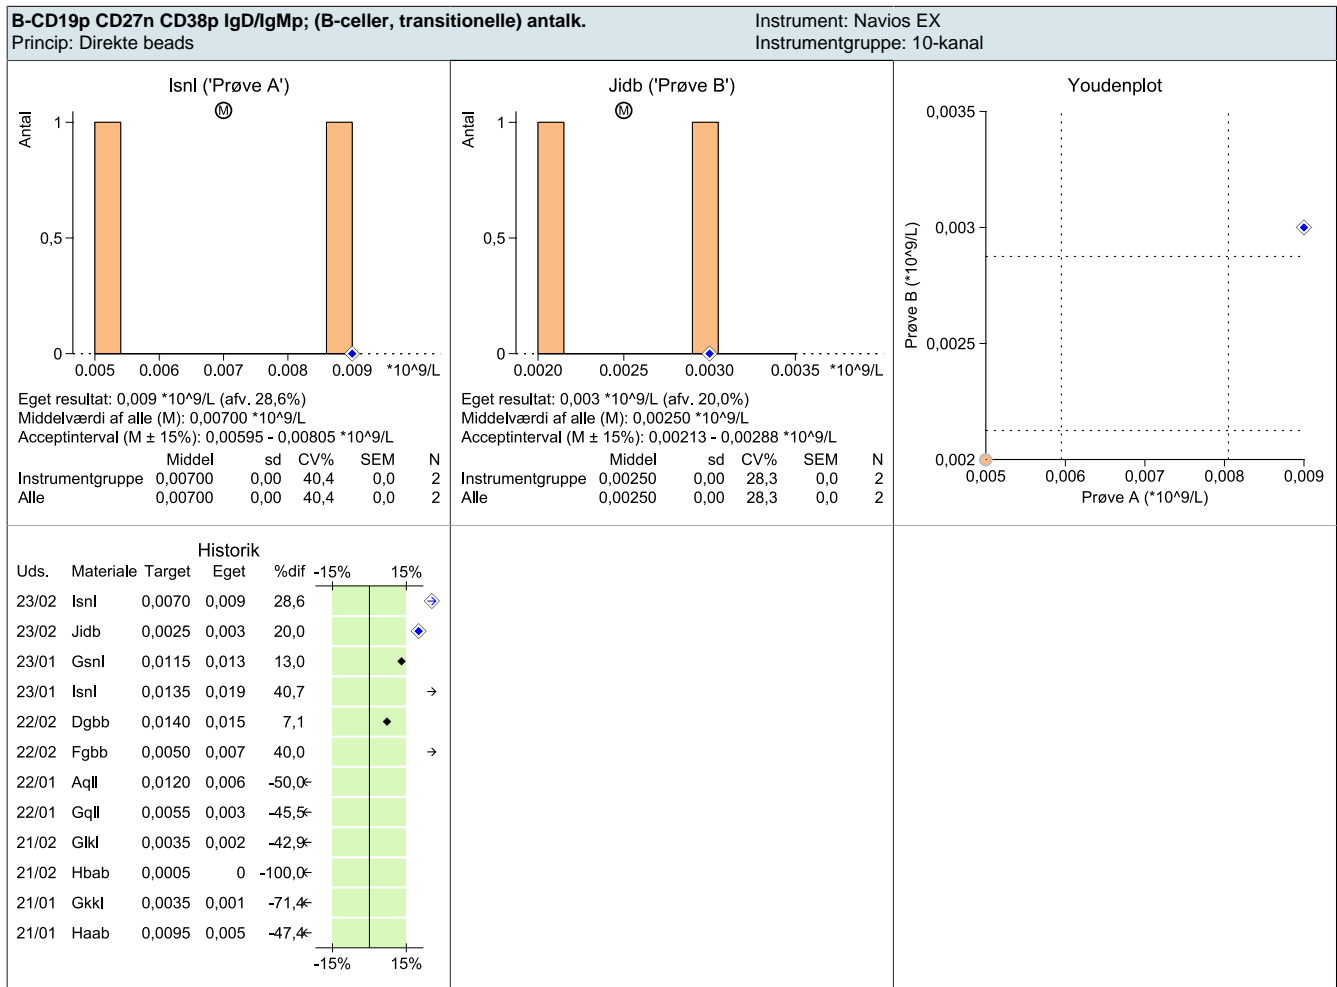 B-CD19p CD27n CD38p IgD/IgMp; (B-celler, transitionelle) antalk.
Instrument: Navios EX
Princip: Direkte beads
Instrumentgruppe: 10-kanal
Isnl ('Prøve A')
M
Antal
1
0,5
0
0.005 0.006 0.007 0.008 0.009 *10^9/L
Eget resultat: 0,009 *10^9/L (afv. 28,6%)
Middelværdi af alle (M): 0,00700 *10^9/L
Acceptinterval (M ± 15%): 0,00595 - 0,00805 *10^9/L
Middel sd CV% SEM N
Instrumentgruppe 0,00700 0,00 40,4 0,0 2
Alle 0,00700 0,00 40,4 0,0 2
Jidb ('Prøve B')
M
Antal
1
0,5
0
0.0020 0.0025 0.0030 0.0035 *10^9/L
Eget resultat: 0,003 *10^9/L (afv. 20,0%)
Middelværdi af alle (M): 0,00250 *10^9/L
Acceptinterval (M ± 15%): 0,00213 - 0,00288 *10^9/L
Middel sd CV% SEM N
Instrumentgruppe 0,00250 0,00 28,3 0,0 2
Alle 0,00250 0,00 28,3 0,0 2
Youdenplot
Prøve B (*10^9/L)
0,0035
0,003
0,0025
0,002
0,005 0,006 0,007 0,008 0,009
Prøve A (*10^9/L)
Historik
Uds. Materiale Target Eget %dif -15% 15%
23/02 Isnl 0,0070 0,009 28,6
23/02 Jidb 0,0025 0,003 20,0
23/01 Gsnl 0,0115 0,013 13,0
23/01 Isnl 0,0135 0,019 40,7
22/02 Dgbb 0,0140 0,015 7,1
22/02 Fgbb 0,0050 0,007 40,0
22/01 Aqll 0,0120 0,006 -50,0
22/01 Gqll 0,0055 0,003 -45,5
21/02 Glkl 0,0035 0,002 -42,9
21/02 Hbab 0,0005 0 -100,0
21/01 Gkkl 0,0035 0,001 -71,4
21/01 Haab 0,0095 0,005 -47,4
-15% 15%